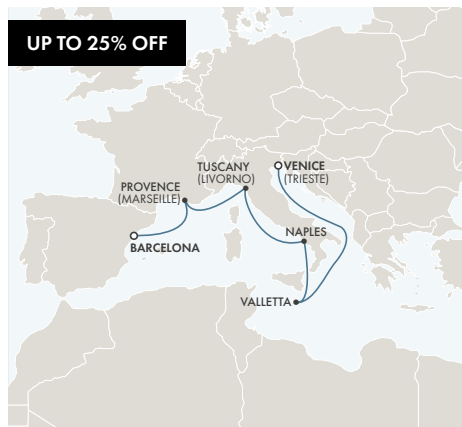 UP TO 25% OFF
TUSCANY
(LIVORNO)
VENICE
(TRIESTE)
PROVENCE
(MARSEILLE)
NAPLES
BARCELONA
VALLETTA